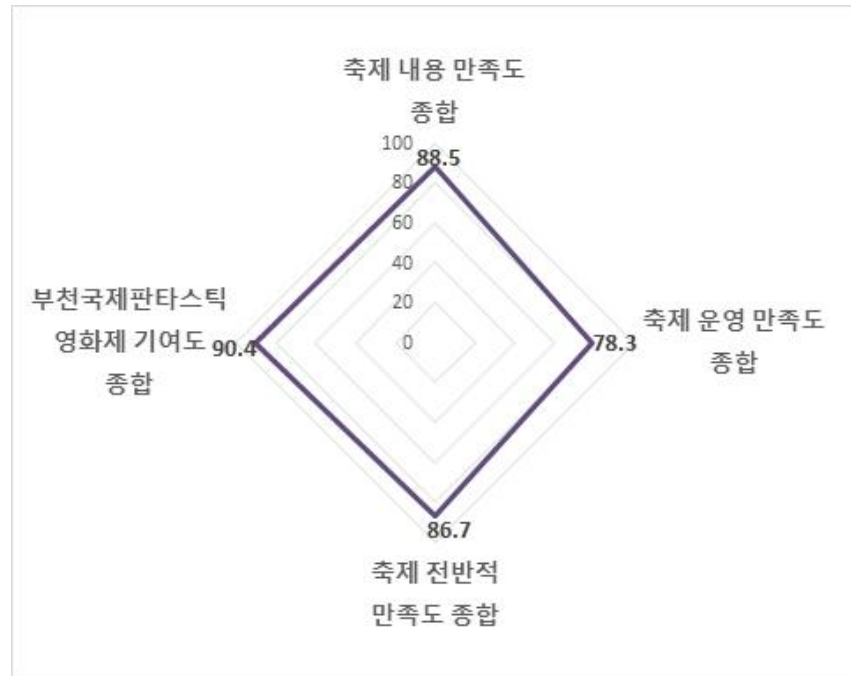 축제 내용 만족도
종합
100
88.5
80
60
40
20
0
부천국제판타스틱
영화제 기여도
종합
90.4
축제 운영 만족도
종합
78.3
86.7
축제 전반적
만족도 종합